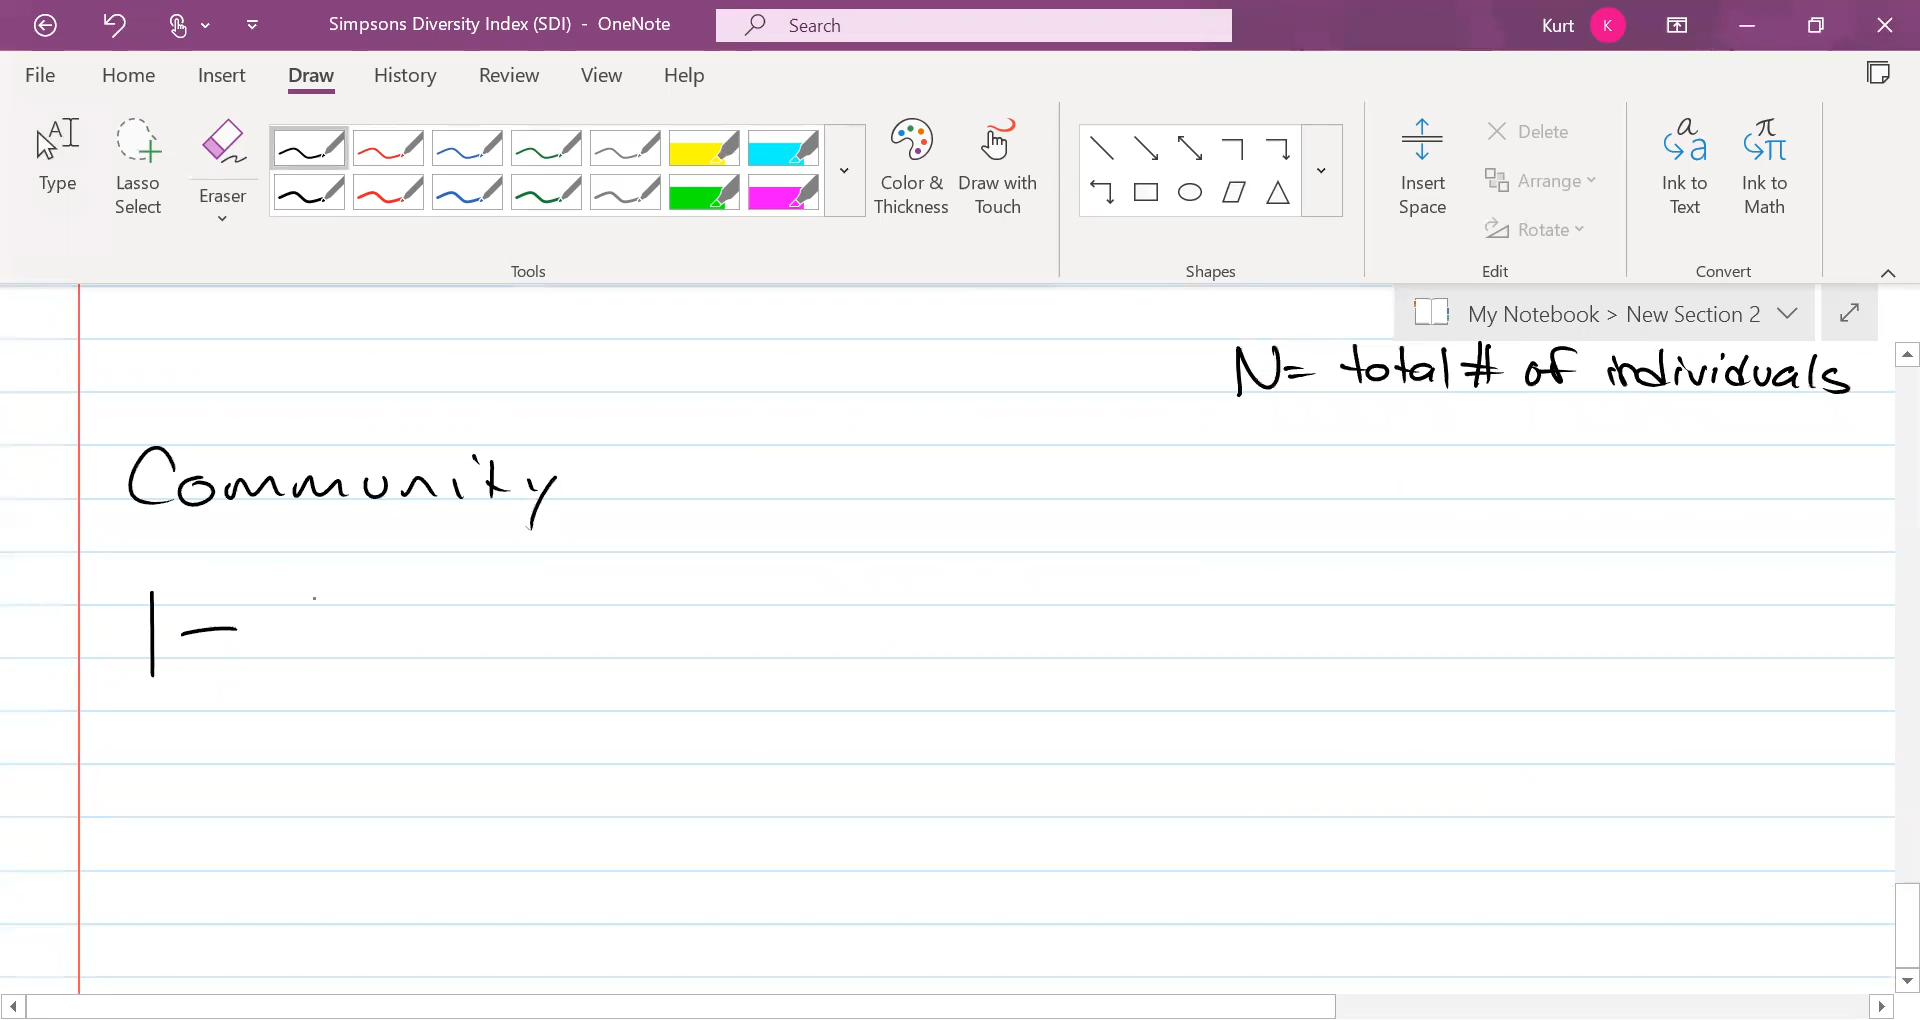 Simpsons Diversity Index (SDI) - OneNote
Search
Kurt K
File Home Insert Draw History Review View Help
Type
Lasso Select
Eraser
Color & Thickness
Draw with Touch
Insert Space
Delete
Arrange
Rotate
a a
Ink to Text
π π
Ink to Math
Tools Shapes Edit Convert
My Notebook > New Section 2
N= total # of individuals
Community
1 -